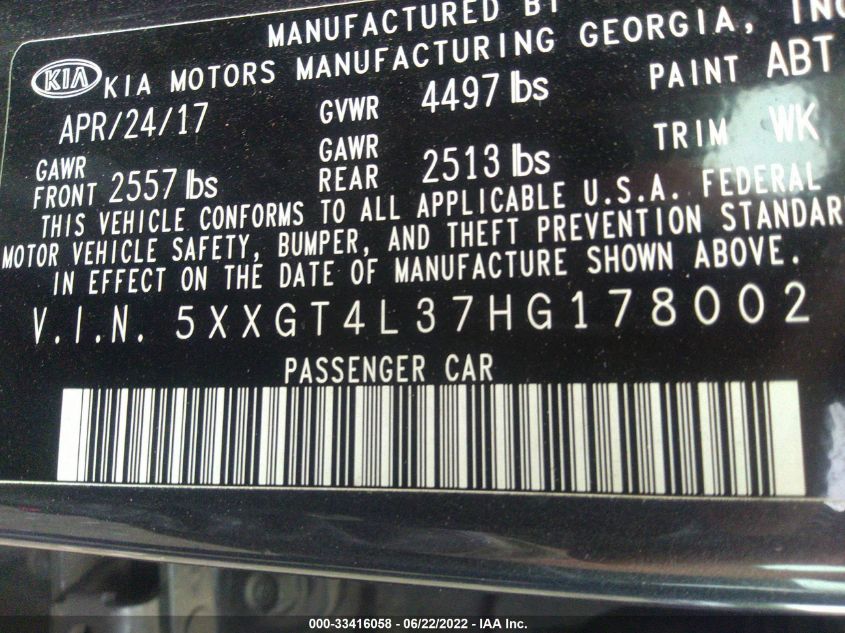 MANUFACTURED BY
KIA KIA MOTORS MANUFACTURING GEORGIA, INC
APR/24/17 GVWR 4497 lbs PAINT ABT
GAWR FRONT 2557 lbs GAWR REAR 2513 lbs TRIM WK
THIS VEHICLE CONFORMS TO ALL APPLICABLE U.S.A. FEDERAL
MOTOR VEHICLE SAFETY, BUMPER, AND THEFT PREVENTION STANDAR
IN EFFECT ON THE DATE OF MANUFACTURE SHOWN ABOVE.
V.I.N. 5XXGT4L37HG178002
PASSENGER CAR
000-33416058 - 06/22/2022 - IAA Inc.